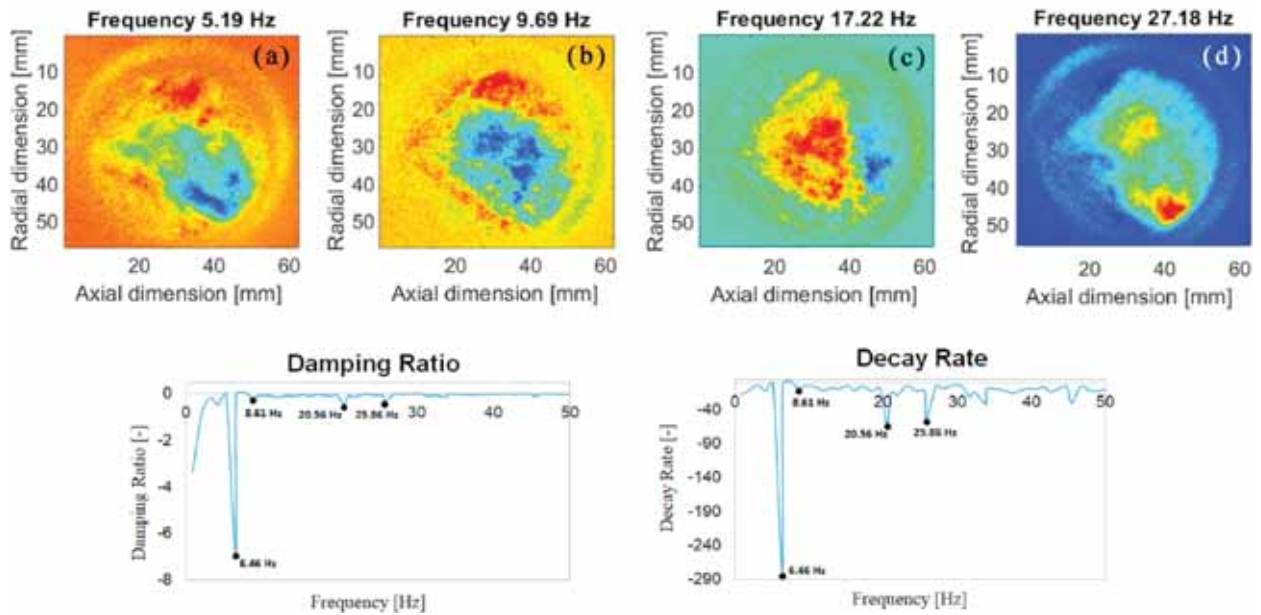 Frequency 5.19 Hz
(a)
Radial dimension [mm]
10
20
30
40
50
20 40 60
Axial dimension [mm]
Frequency 9.69 Hz
(b)
Radial dimension [mm]
10
20
30
40
50
20 40 60
Axial dimension [mm]
Frequency 17.22 Hz
(c)
Radial dimension [mm]
10
20
30
40
50
20 40 60
Axial dimension [mm]
Frequency 27.18 Hz
(d)
Radial dimension [mm]
10
20
30
40
50
20 40 60
Axial dimension [mm]
Damping Ratio
Damping Ratio [-]
0
-2
-4
-6
-8
0 10 20 30 40 50
8.61 Hz
20.56 Hz
25.86 Hz
6.46 Hz
Frequency [Hz]
Decay Rate
Decay Rate [-]
-40
-90
-140
-190
-240
-290
0 10 20 30 40 50
8.61 Hz
20.56 Hz
25.86 Hz
6.46 Hz
Frequency [Hz]